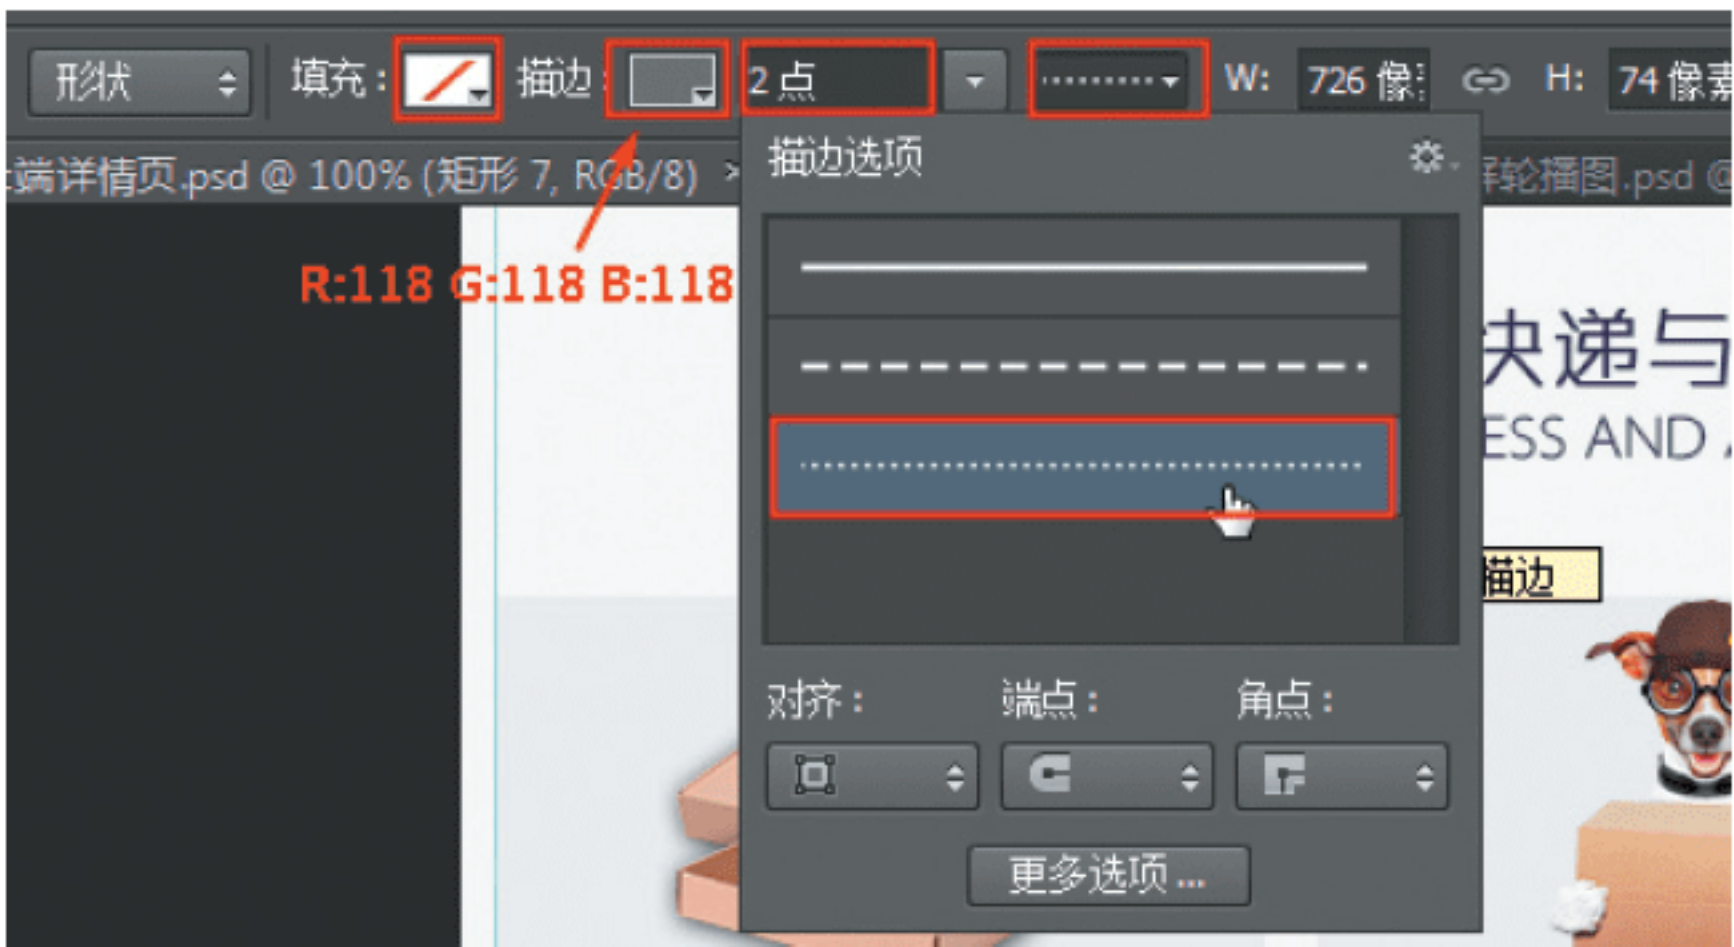 形状 填充: 描边: 2点 W: 726 像 H: 74 像素
端详情页.psd @ 100% (矩形 7, RGB/8) × 屏轮播图.psd @
描边选项
R:118 G:118 B:118
快递与
ESS AND
描边
对齐: 端点: 角点:
更多选项...